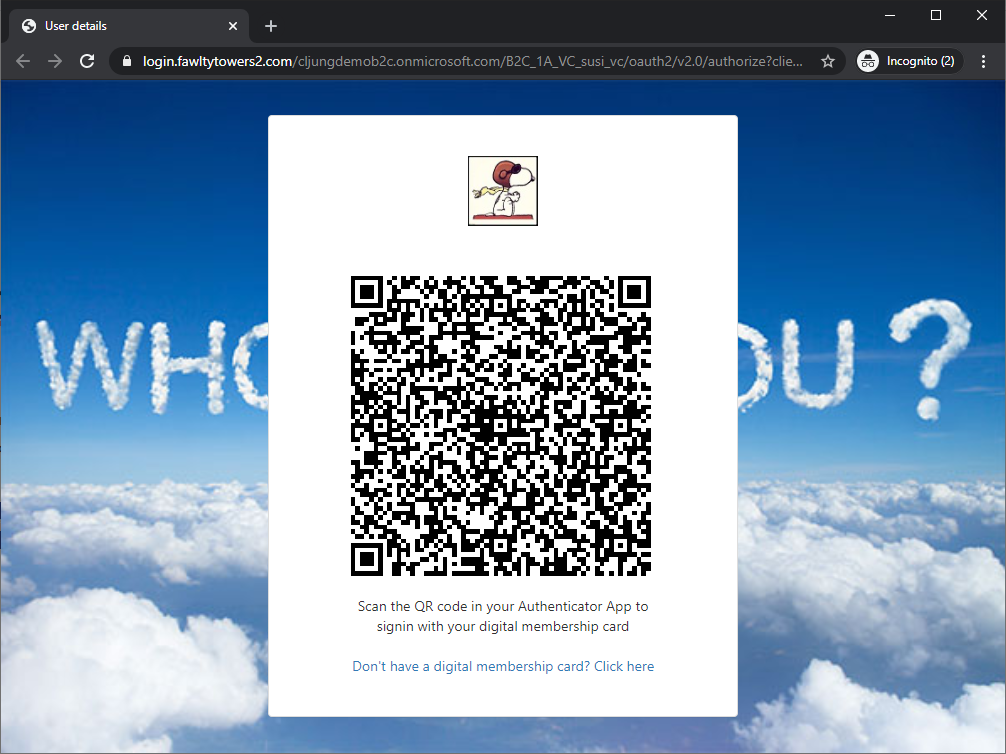 User details
login.fawltytowers2.com/cljungdemob2c.onmicrosoft.com/B2C_1A_VC_susi_vc/oauth2/v2.0/authorize?clie...
Incognito (2)
WHO OU ?
Scan the QR code in your Authenticator App to
signin with your digital membership card
Don't have a digital membership card? Click here